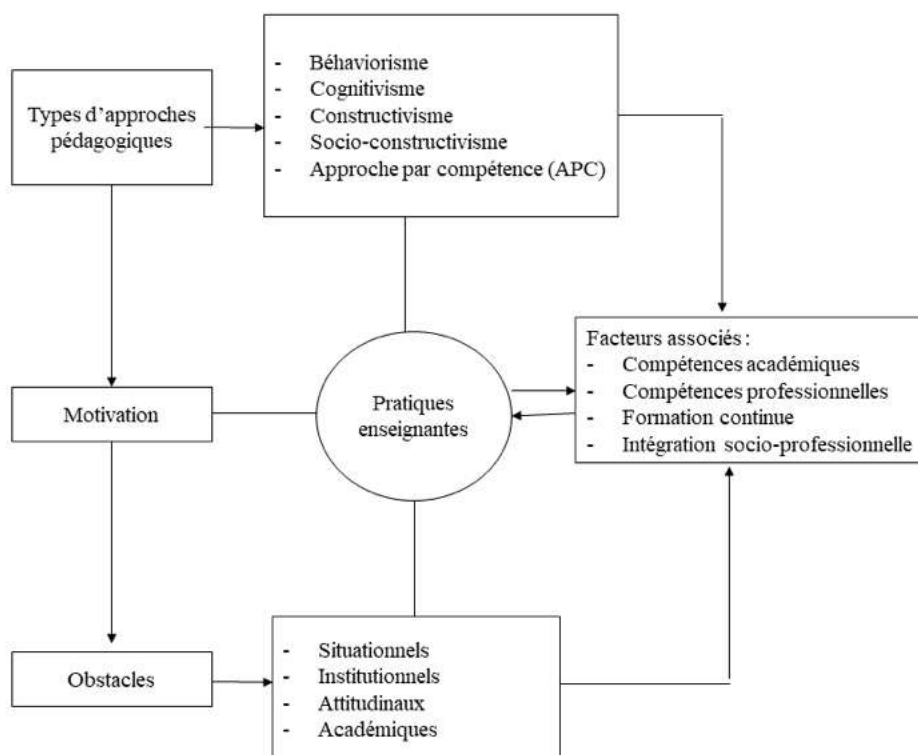 Types d'approches
pédagogiques
- Béhaviorisme
- Cognitivisme
- Constructivisme
- Socio-constructivisme
- Approche par compétence (APC)
Motivation
Pratiques
enseignantes
Facteurs associés :
- Compétences académiques
- Compétences professionnelles
- Formation continue
- Intégration socio-professionnelle
Obstacles
- Situationnels
- Institutionnels
- Attitudinaux
- Académiques